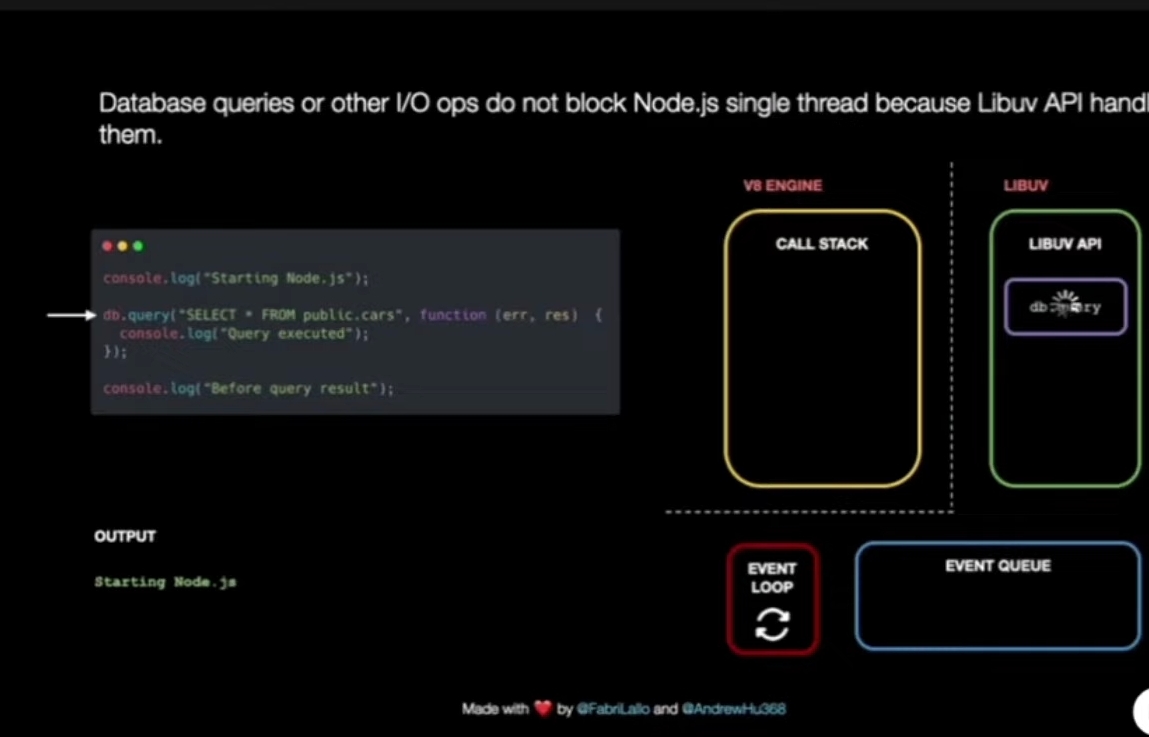 Database queries or other I/O ops do not block Node.js single thread because Libuv API handl
them.
V8 ENGINE
LIBUV
CALL STACK
LIBUV API
console.log("Starting Node.js");
db.query("SELECT * FROM public.cars", function (err, res) {
console.log("Query executed");
});
console.log("Before query result");
OUTPUT
Starting Node.js
EVENT
LOOP
EVENT QUEUE
Made with ❤️ by @FabriLallo and @AndrewHu368